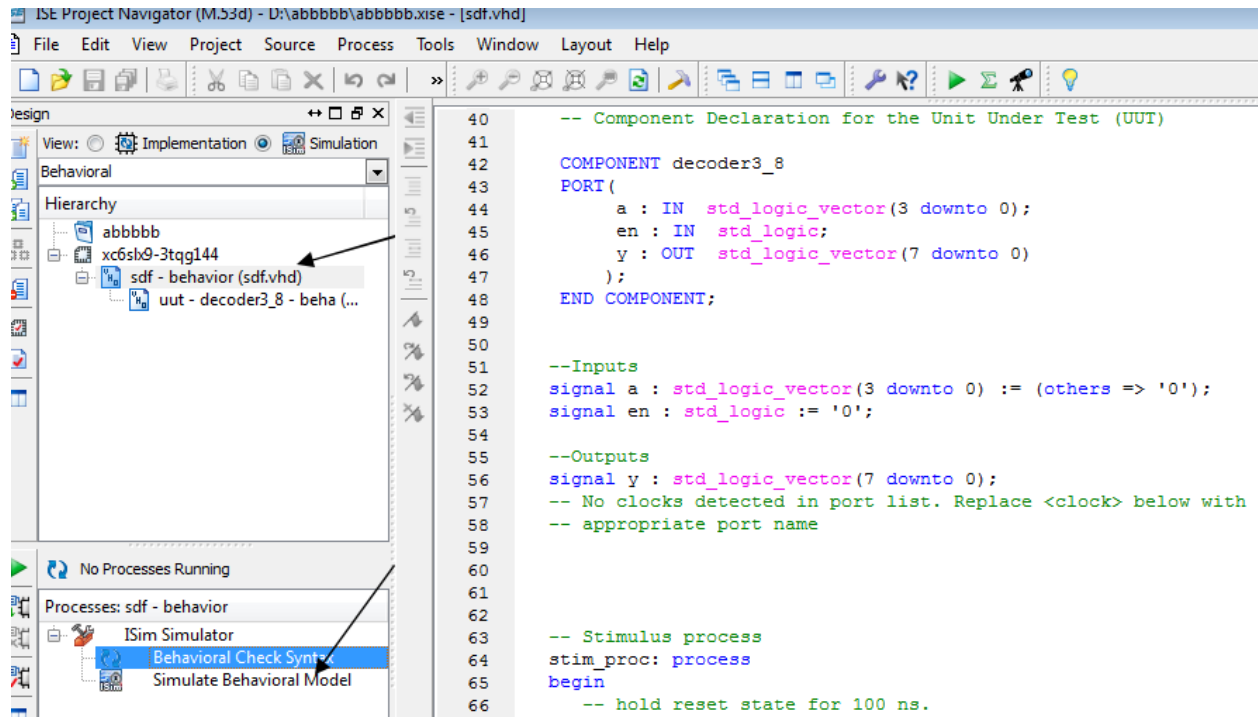 ISE Project Navigator (M.53d) - D:\abbbbb\abbbbb.xise - [sdf.vhd]
File Edit View Project Source Process Tools Window Layout Help
»
Design
View: Implementation Simulation
Behavioral
Hierarchy
abbbbb
xc6slx9-3tqg144
sdf - behavior (sdf.vhd)
uut - decoder3_8 - beha (...
No Processes Running
Processes: sdf - behavior
ISim Simulator
Behavioral Check Syntax
Simulate Behavioral Model
40 -- Component Declaration for the Unit Under Test (UUT)
41
42 COMPONENT decoder3_8
43 PORT(
44 a : IN std_logic_vector(3 downto 0);
45 en : IN std_logic;
46 y : OUT std_logic_vector(7 downto 0)
47 );
48 END COMPONENT;
49
50
51 --Inputs
52 signal a : std_logic_vector(3 downto 0) := (others => '0');
53 signal en : std_logic := '0';
54
55 --Outputs
56 signal y : std_logic_vector(7 downto 0);
57 -- No clocks detected in port list. Replace <clock> below with
58 -- appropriate port name
59
60
61
62
63 -- Stimulus process
64 stim_proc: process
65 begin
66 -- hold reset state for 100 ns.